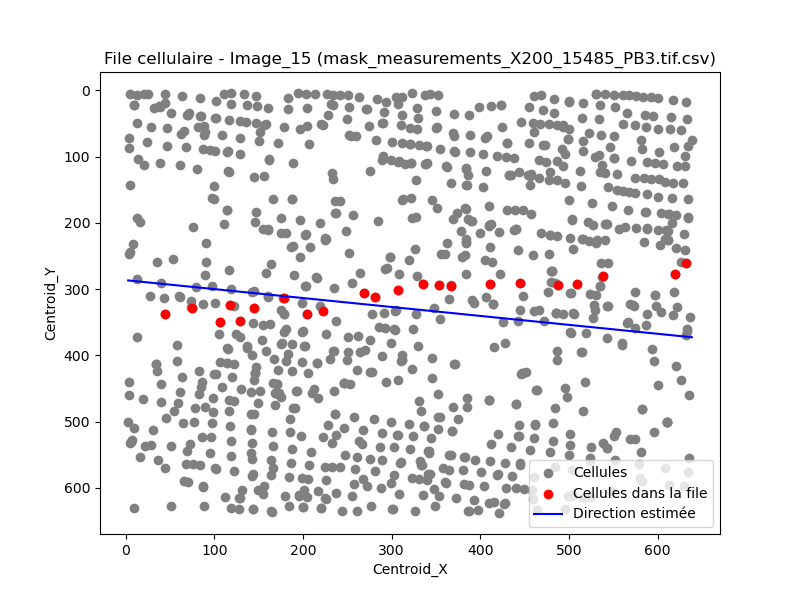 File cellulaire - Image_15 (mask_measurements_X200_15485_PB3.tif.csv)
0
100
200
300
400
500
600
Centroid_Y
Cellules
Cellules dans la file
Direction estimée
0 100 200 300 400 500 600
Centroid_X